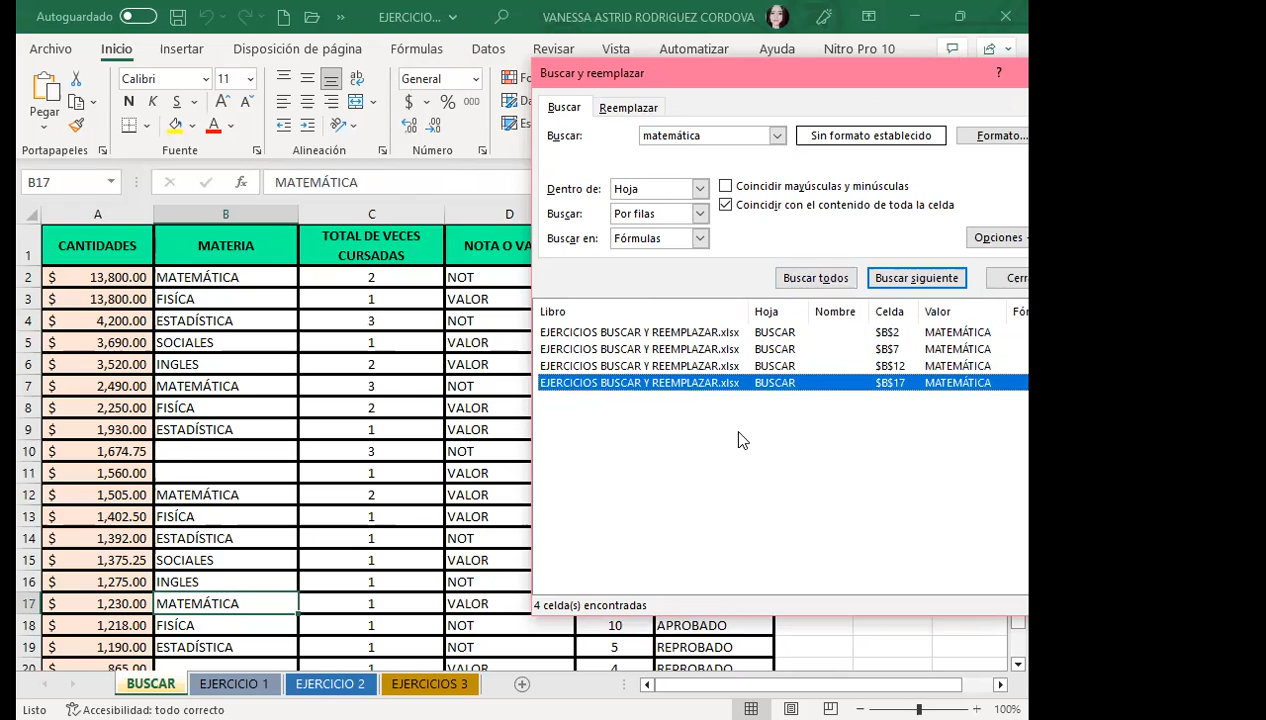 Autoguardado
EJERCICIO...
VANESSA ASTRID RODRIGUEZ CORDOVA
Archivo Inicio Insertar Disposición de página Fórmulas Datos Revisar Vista Automatizar Ayuda Nitro Pro 10
Pegar
Calibri 11
N K S
General
$ % 000
Portapapeles Fuente Alineación Número
B17 fx MATEMÁTICA
A B C D
1 CANTIDADES MATERIA TOTAL DE VECES CURSADAS NOTA O VA
2 $ 13,800.00 MATEMÁTICA 2 NOT
3 $ 13,800.00 FISÍCA 1 VALOR
4 $ 4,200.00 ESTADÍSTICA 3 NOT
5 $ 3,690.00 SOCIALES 1 VALOR
6 $ 3,520.00 INGLES 2 VALOR
7 $ 2,490.00 MATEMÁTICA 3 NOT
8 $ 2,250.00 FISÍCA 2 VALOR
9 $ 1,930.00 ESTADÍSTICA 1 VALOR
10 $ 1,674.75 3 NOT
11 $ 1,560.00 1 VALOR
12 $ 1,505.00 MATEMÁTICA 2 VALOR
13 $ 1,402.50 FISÍCA 1 VALOR
14 $ 1,392.00 ESTADÍSTICA 1 NOT
15 $ 1,375.25 SOCIALES 1 VALOR
16 $ 1,275.00 INGLES 1 NOT
17 $ 1,230.00 MATEMÁTICA 1 VALOR
18 $ 1,218.00 FISÍCA 1 NOT 10 APROBADO
19 $ 1,190.00 ESTADÍSTICA 1 NOT 5 REPROBADO
20 $ 865.00 1 VALOR 4 REPROBADO
Buscar y reemplazar ?
Buscar Reemplazar
Buscar: matemática Sin formato establecido Formato...
Dentro de: Hoja Coincidir mayúsculas y minúsculas
Buscar: Por filas Coincidir con el contenido de toda la celda
Buscar en: Fórmulas Opciones
Buscar todos Buscar siguiente Cerr
Libro Hoja Nombre Celda Valor Fór
EJERCICIOS BUSCAR Y REEMPLAZAR.xlsx BUSCAR $B$2 MATEMÁTICA
EJERCICIOS BUSCAR Y REEMPLAZAR.xlsx BUSCAR $B$7 MATEMÁTICA
EJERCICIOS BUSCAR Y REEMPLAZAR.xlsx BUSCAR $B$12 MATEMÁTICA
EJERCICIOS BUSCAR Y REEMPLAZAR.xlsx BUSCAR $B$17 MATEMÁTICA
4 celda(s) encontradas
BUSCAR EJERCICIO 1 EJERCICIO 2 EJERCICIOS 3
Listo Accesibilidad: todo correcto 100%